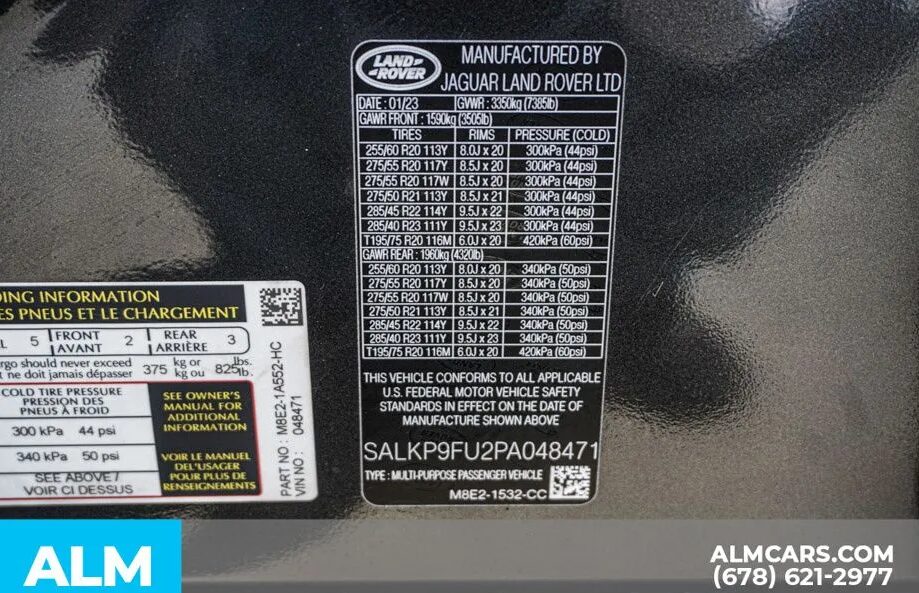 LAND ROVER
MANUFACTURED BY
JAGUAR LAND ROVER LTD
DATE : 01/23 GVWR : 3350kg (7385lb)
GAWR FRONT : 1590kg (3505lb)
TIRES RIMS PRESSURE (COLD)
255/60 R20 113Y 8.0J x 20 300kPa (44psi)
275/55 R20 117Y 8.5J x 20 300kPa (44psi)
275/55 R20 117W 8.5J x 20 300kPa (44psi)
275/50 R21 113Y 8.5J x 21 300kPa (44psi)
285/45 R22 114Y 9.5J x 22 300kPa (44psi)
285/40 R23 111Y 9.5J x 23 300kPa (44psi)
T195/75 R20 116M 6.0J x 20 420kPa (60psi)
GAWR REAR : 1960kg (4320lb)
255/60 R20 113Y 8.0J x 20 340kPa (50psi)
275/55 R20 117Y 8.5J x 20 340kPa (50psi)
275/55 R20 117W 8.5J x 20 340kPa (50psi)
275/50 R21 113Y 8.5J x 21 340kPa (50psi)
285/45 R22 114Y 9.5J x 22 340kPa (50psi)
285/40 R23 111Y 9.5J x 23 340kPa (50psi)
T195/75 R20 116M 6.0J x 20 420kPa (60psi)
THIS VEHICLE CONFORMS TO ALL APPLICABLE
U.S. FEDERAL MOTOR VEHICLE SAFETY
STANDARDS IN EFFECT ON THE DATE OF
MANUFACTURE SHOWN ABOVE
SALKP9FU2PA048471
TYPE : MULTI-PURPOSE PASSENGER VEHICLE
M8E2-1532-CC
DING INFORMATION
ES PNEUS ET LE CHARGEMENT
L 5 FRONT AVANT 2 REAR ARRIÈRE 3
rgo should never exceed
ne doit jamais dépasser 375 kg or kg ou 825 lbs. lb.
COLD TIRE PRESSURE
PRESSION DES
PNEUS À FROID
300 kPa 44 psi
340 kPa 50 psi
SEE ABOVE /
VOIR CI DESSUS
SEE OWNER'S
MANUAL FOR
ADDITIONAL
INFORMATION
VOIR LE MANUEL
DEL'USAGER
POUR PLUS DE
RENSEIGNEMENTS
PART NO : M8E2-1A552-HC
VIN NO : 048471
ALM
ALMCARS.COM
(678) 621-2977